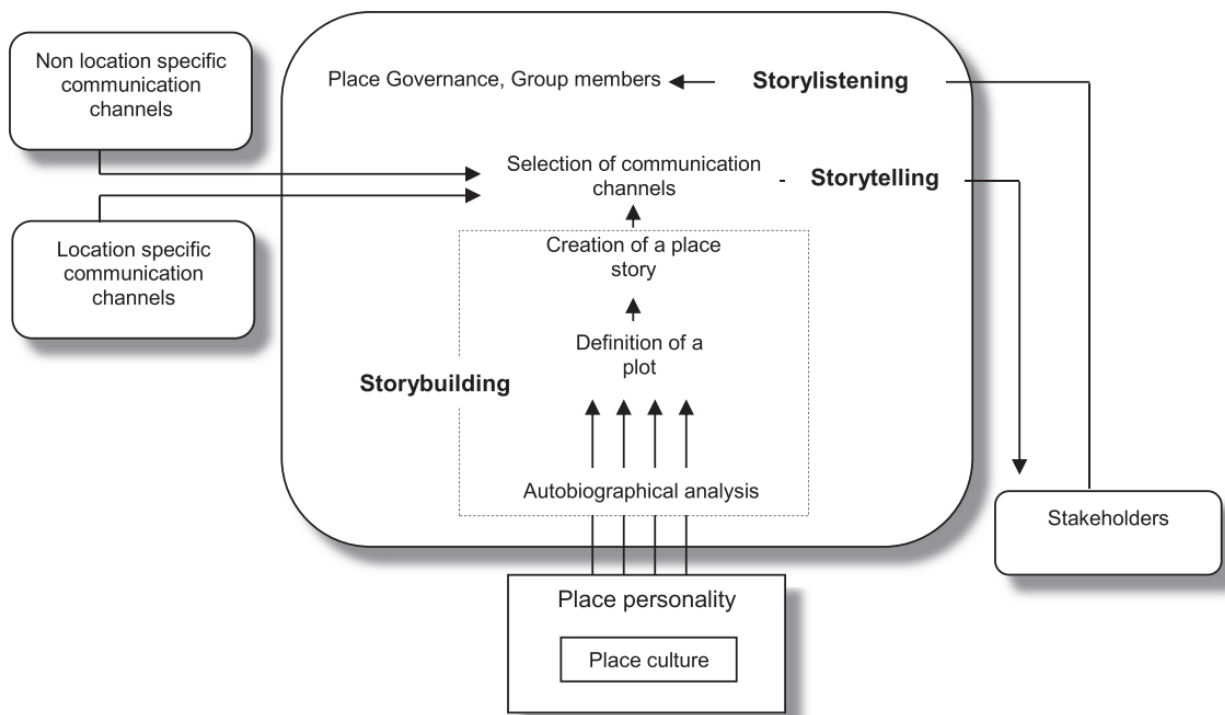 Non location specific
communication
channels
Place Governance, Group members
Storylistening
Selection of communication
channels
Storytelling
Location specific
communication
channels
Creation of a place
story
Definition of a
plot
Storybuilding
Autobiographical analysis
Stakeholders
Place personality
Place culture